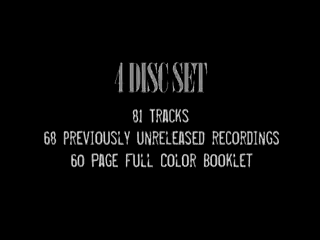 4 DISC SET
81 TRACKS
68 PREVIOUSLY UNRELEASED RECORDINGS
60 PAGE FULL COLOR BOOKLET